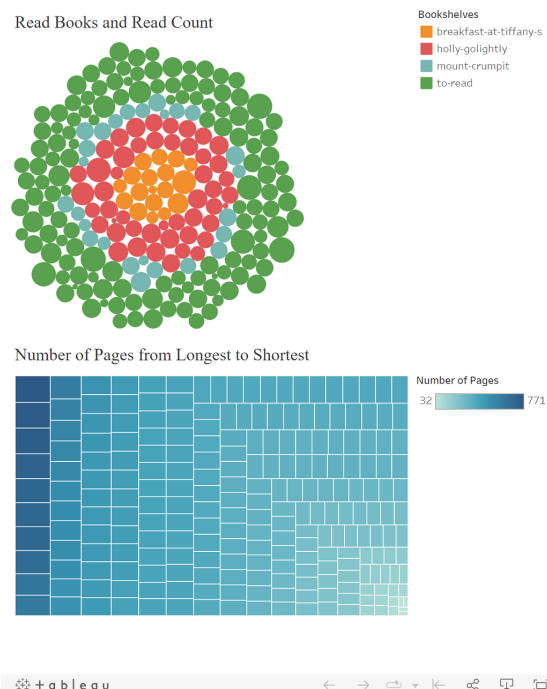 Read Books and Read Count
Bookshelves
breakfast-at-tiffany-s
holly-golightly
mount-crumpit
to-read
Number of Pages from Longest to Shortest
Number of Pages
32 771
+ableau